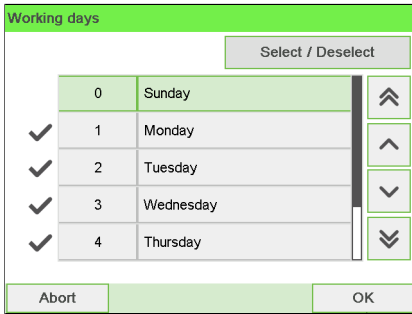 Working days
Select / Deselect
0 Sunday
1 Monday
2 Tuesday
3 Wednesday
4 Thursday
Abort OK